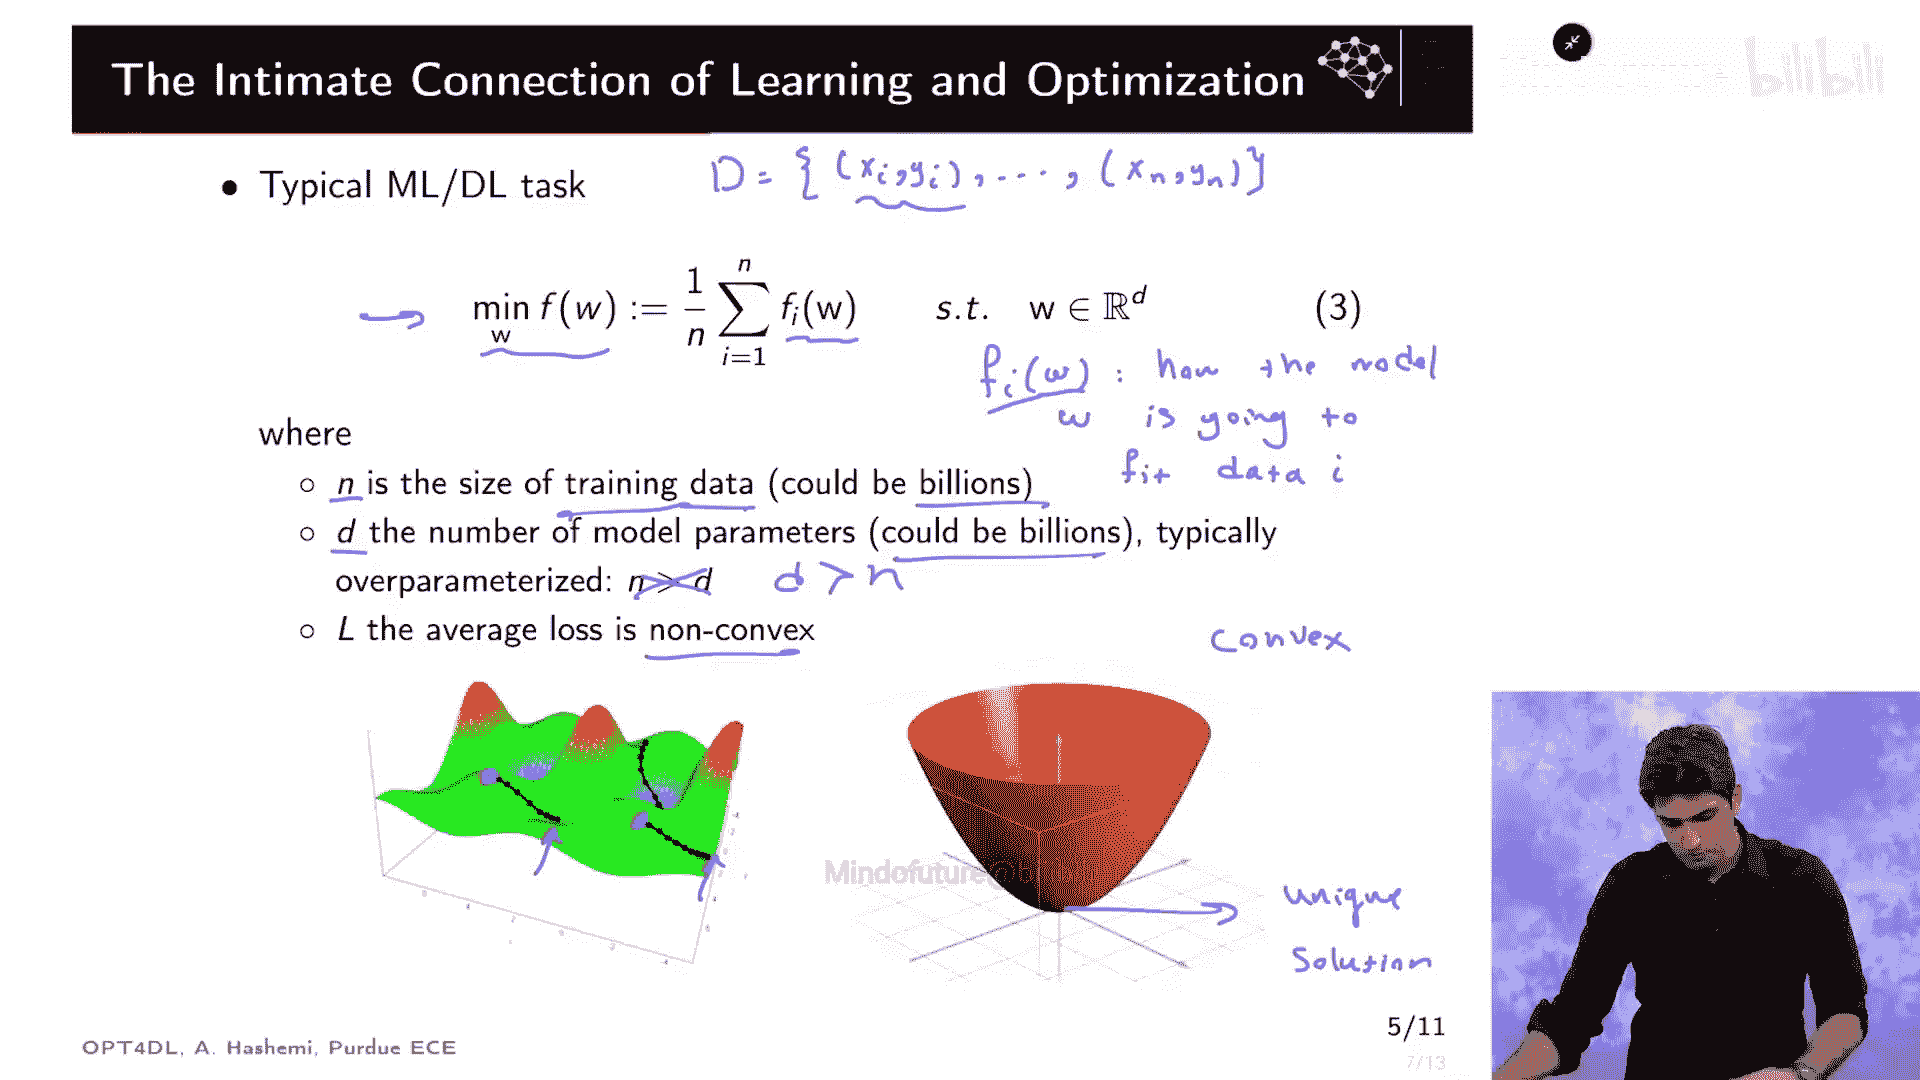 The Intimate Connection of Learning and Optimization
bilibili
• Typical ML/DL task
D = { (xᵢ,yᵢ), ..., (xₙ,yₙ)}
min f(w) := 1/n ∑ fᵢ(w) s.t. w ∈ ℝᵈ (3)
w
n
i=1
fᵢ(w) : how the model
w is going to
fit data i
where
○ n is the size of training data (could be billions)
○ d the number of model parameters (could be billions), typically
overparameterized: n > d d > n
○ L the average loss is non-convex
convex
unique
solution
5/11
7/13
OPT4DL, A. Hashemi, Purdue ECE